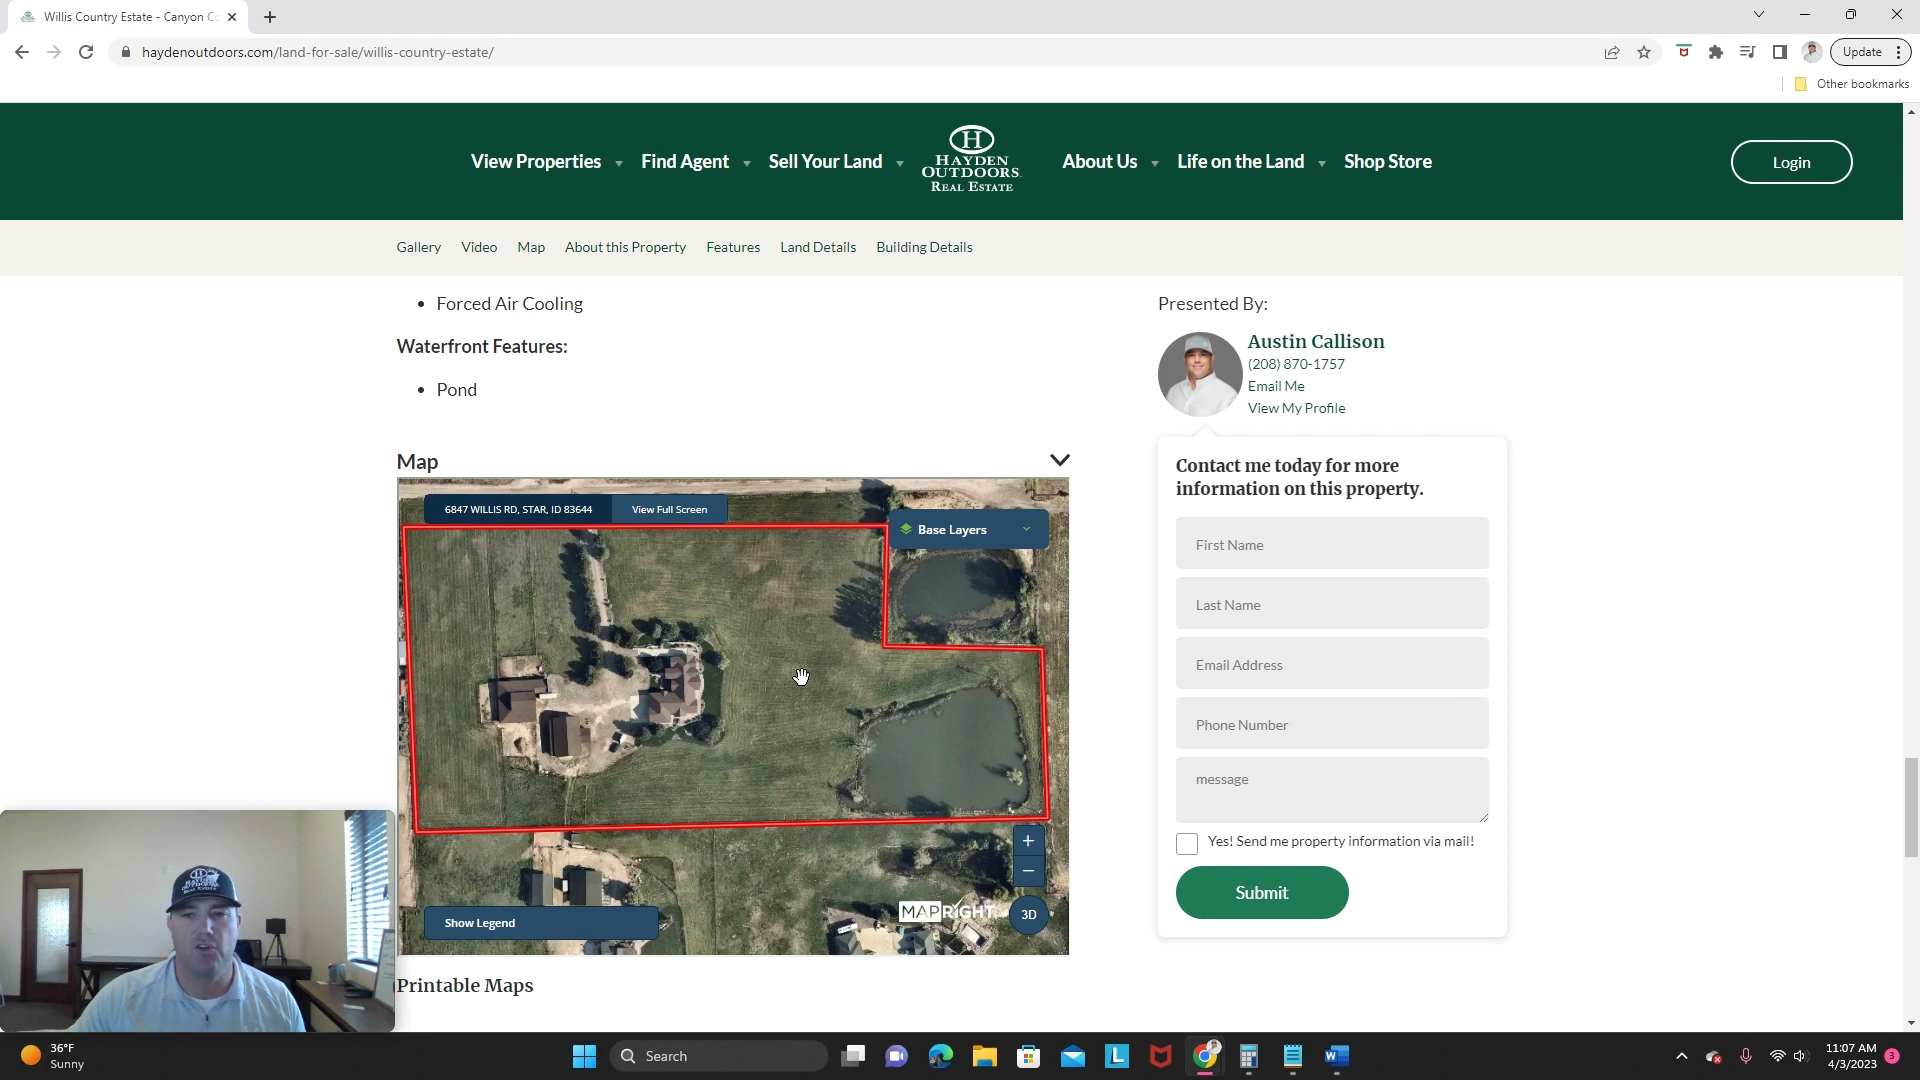 Willis Country Estate - Canyon Co
haydenoutdoors.com/land-for-sale/willis-country-estate/
Update
Other bookmarks
View Properties
Find Agent
Sell Your Land
H
HAYDEN
OUTDOORS
REAL ESTATE
About Us
Life on the Land
Shop Store
Login
Gallery
Video
Map
About this Property
Features
Land Details
Building Details
• Forced Air Cooling
Waterfront Features:
• Pond
Map
6847 WILLIS RD, STAR, ID 83644
View Full Screen
Base Layers
+
−
3D
MAPRIGHT
Show Legend
Printable Maps
Presented By:
Austin Callison
(208) 870-1757
Email Me
View My Profile
Contact me today for more
information on this property.
First Name
Last Name
Email Address
Phone Number
message
Yes! Send me property information via mail!
Submit
HAYDEN
OUTDOORS
36°F
Sunny
Search
L
W
11:07 AM
4/3/2023
3